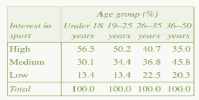 Age group (%)
Interest in sport Under 18 years 19–25 years 26–35 years 36–50 years
High 56.5 50.2 40.7 35.0
Medium 30.1 34.4 36.8 45.8
Low 13.4 13.4 22.5 20.3
Total 100.0 100.0 100.0 100.0